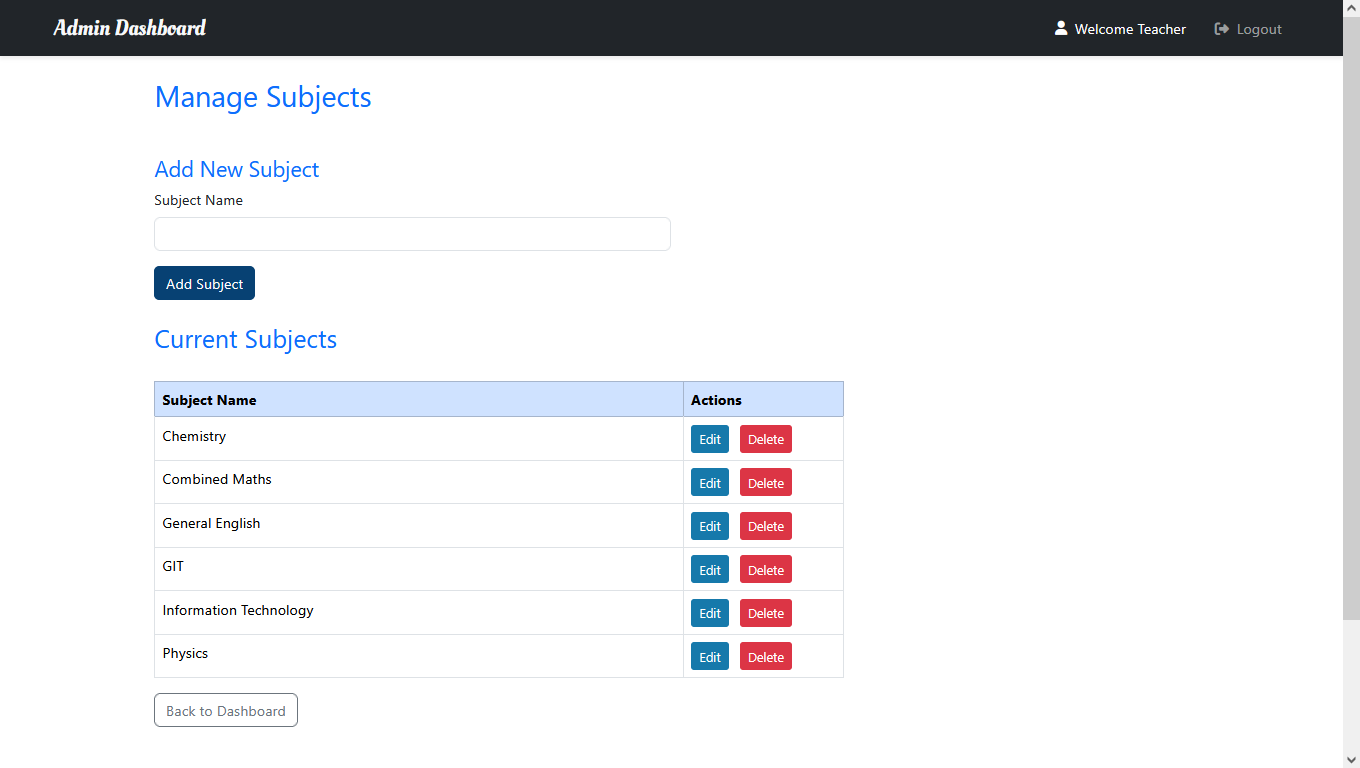 Admin Dashboard Welcome Teacher Logout
Manage Subjects
Add New Subject
Subject Name
Add Subject
Current Subjects
Subject Name Actions
Chemistry Edit Delete
Combined Maths Edit Delete
General English Edit Delete
GIT Edit Delete
Information Technology Edit Delete
Physics Edit Delete
Back to Dashboard